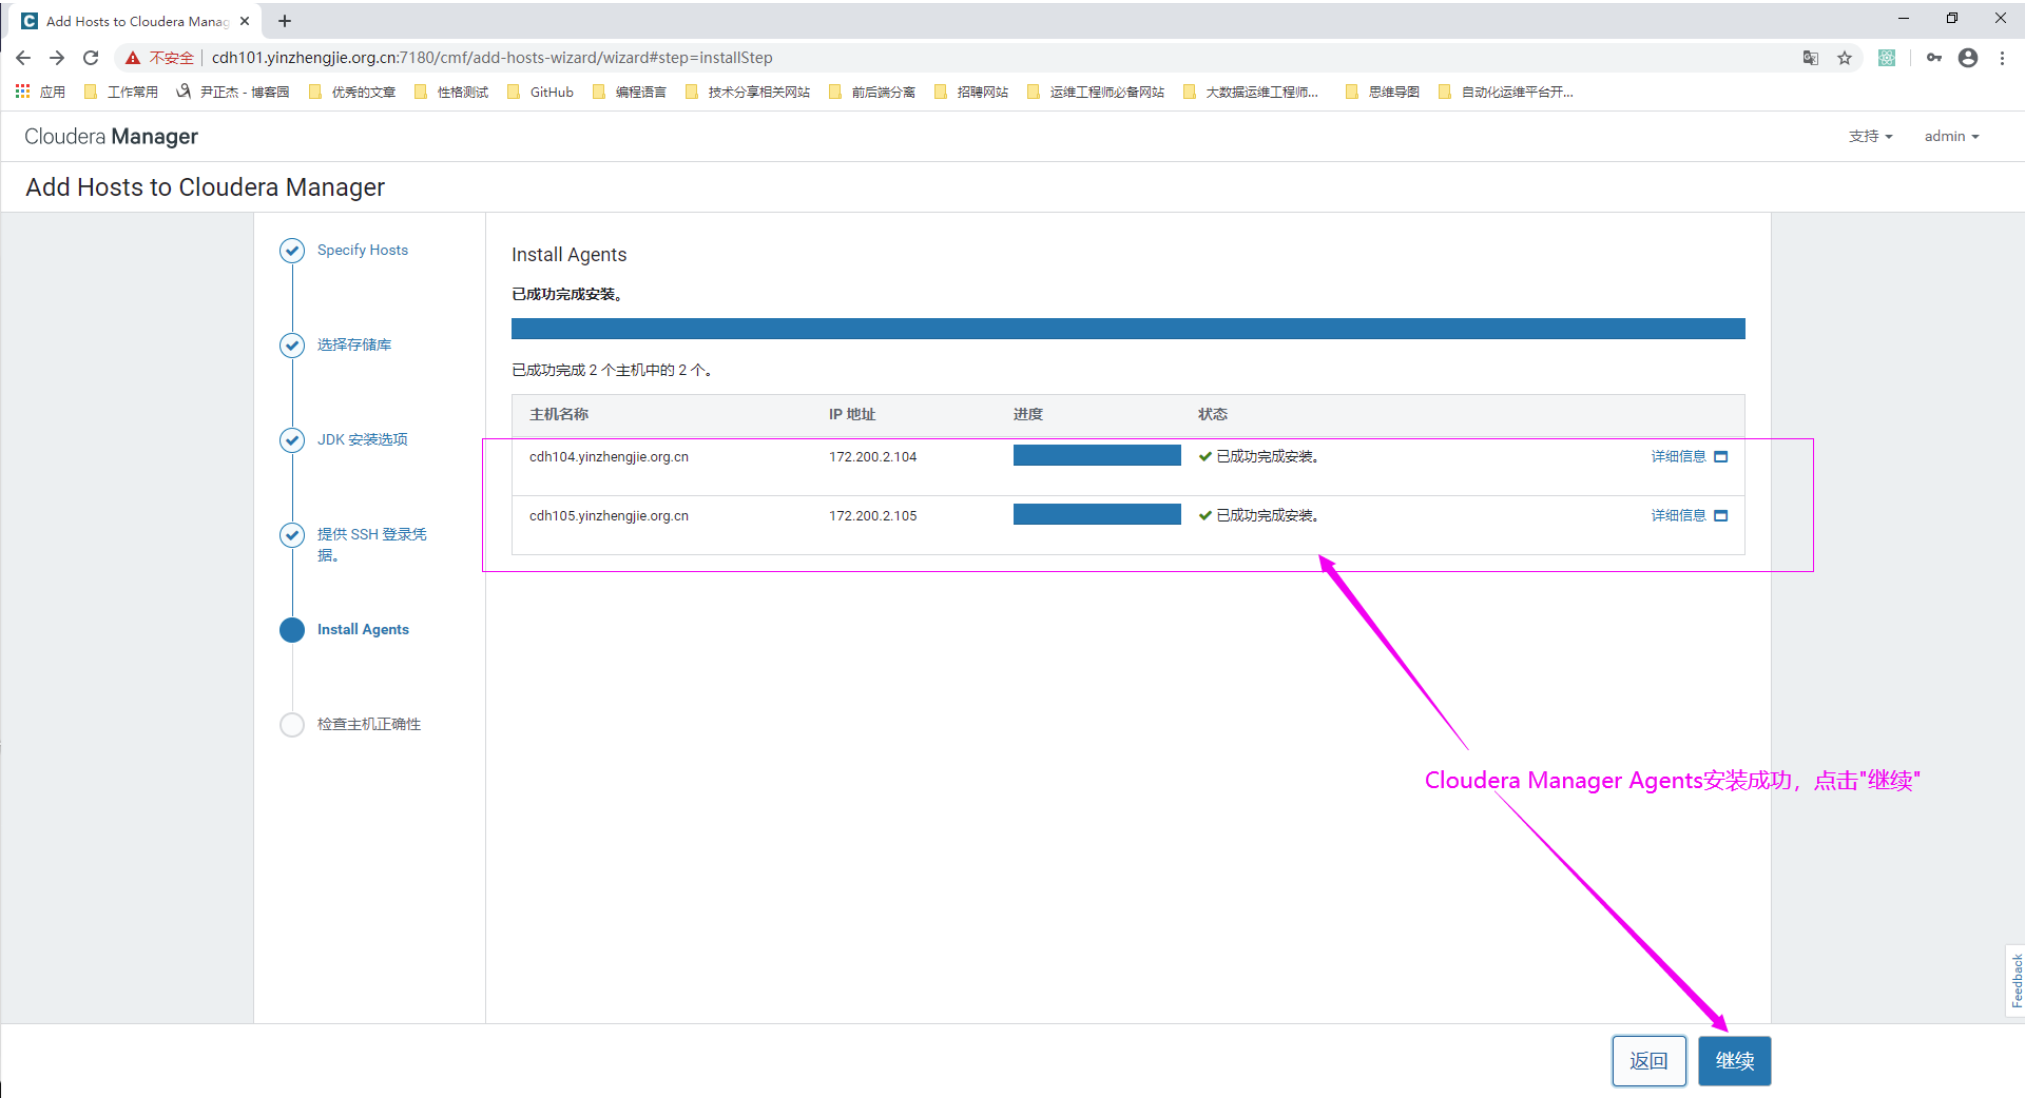 Add Hosts to Cloudera Manag
不安全 cdh101.yinzhengjie.org.cn:7180/cmf/add-hosts-wizard/wizard#step=installStep
应用 工作常用 尹正杰 - 博客园 优秀的文章 性格测试 GitHub 编程语言 技术分享相关网站 前后端分离 招聘网站 运维工程师必备网站 大数据运维工程师... 思维导图 自动化运维平台开...
Cloudera Manager 支持 admin
Add Hosts to Cloudera Manager
Specify Hosts
选择存储库
JDK 安装选项
提供 SSH 登录凭
据。
Install Agents
检查主机正确性
Install Agents
已成功完成安装。
已成功完成 2 个主机中的 2 个。
主机名称 IP 地址 进度 状态
cdh104.yinzhengjie.org.cn 172.200.2.104 已成功完成安装。 详细信息
cdh105.yinzhengjie.org.cn 172.200.2.105 已成功完成安装。 详细信息
Cloudera Manager Agents安装成功，点击"继续"
Feedback
返回 继续